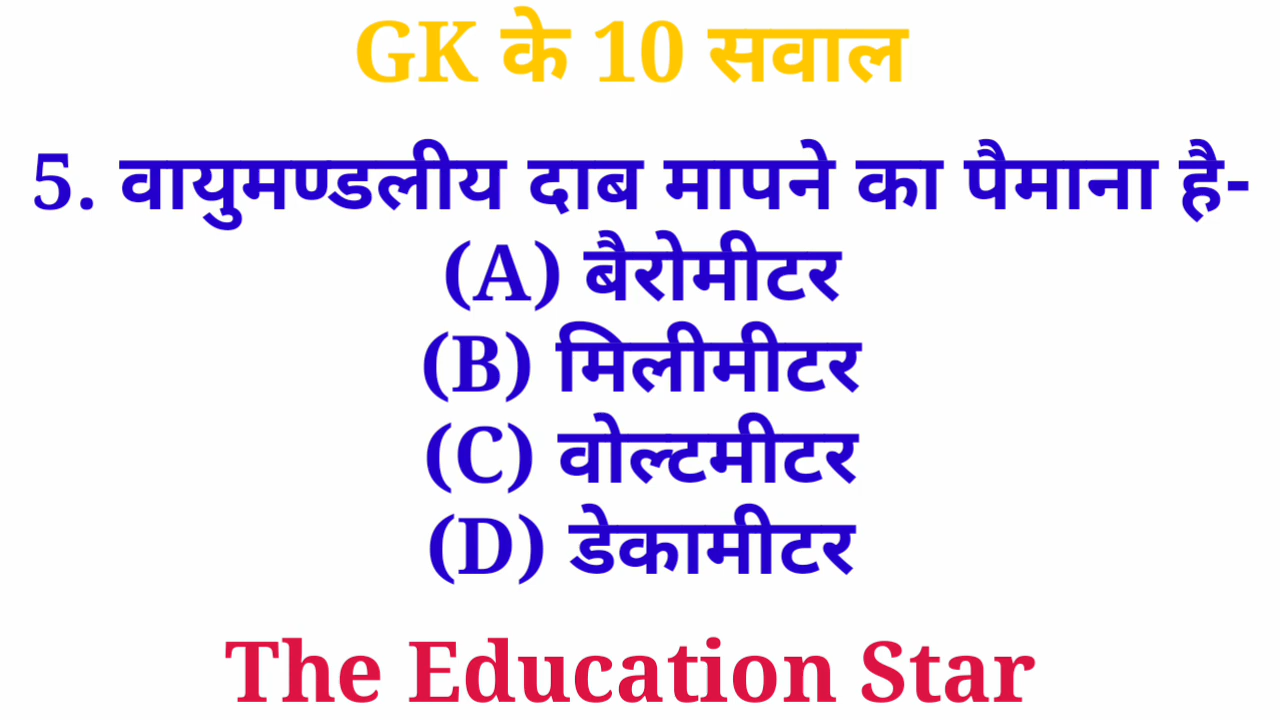 GK के 10 सवाल
5. वायुमण्डलीय दाब मापने का पैमाना है-
(A) बैरोमीटर
(B) मिलीमीटर
(C) वोल्टमीटर
(D) डेकामीटर
The Education Star